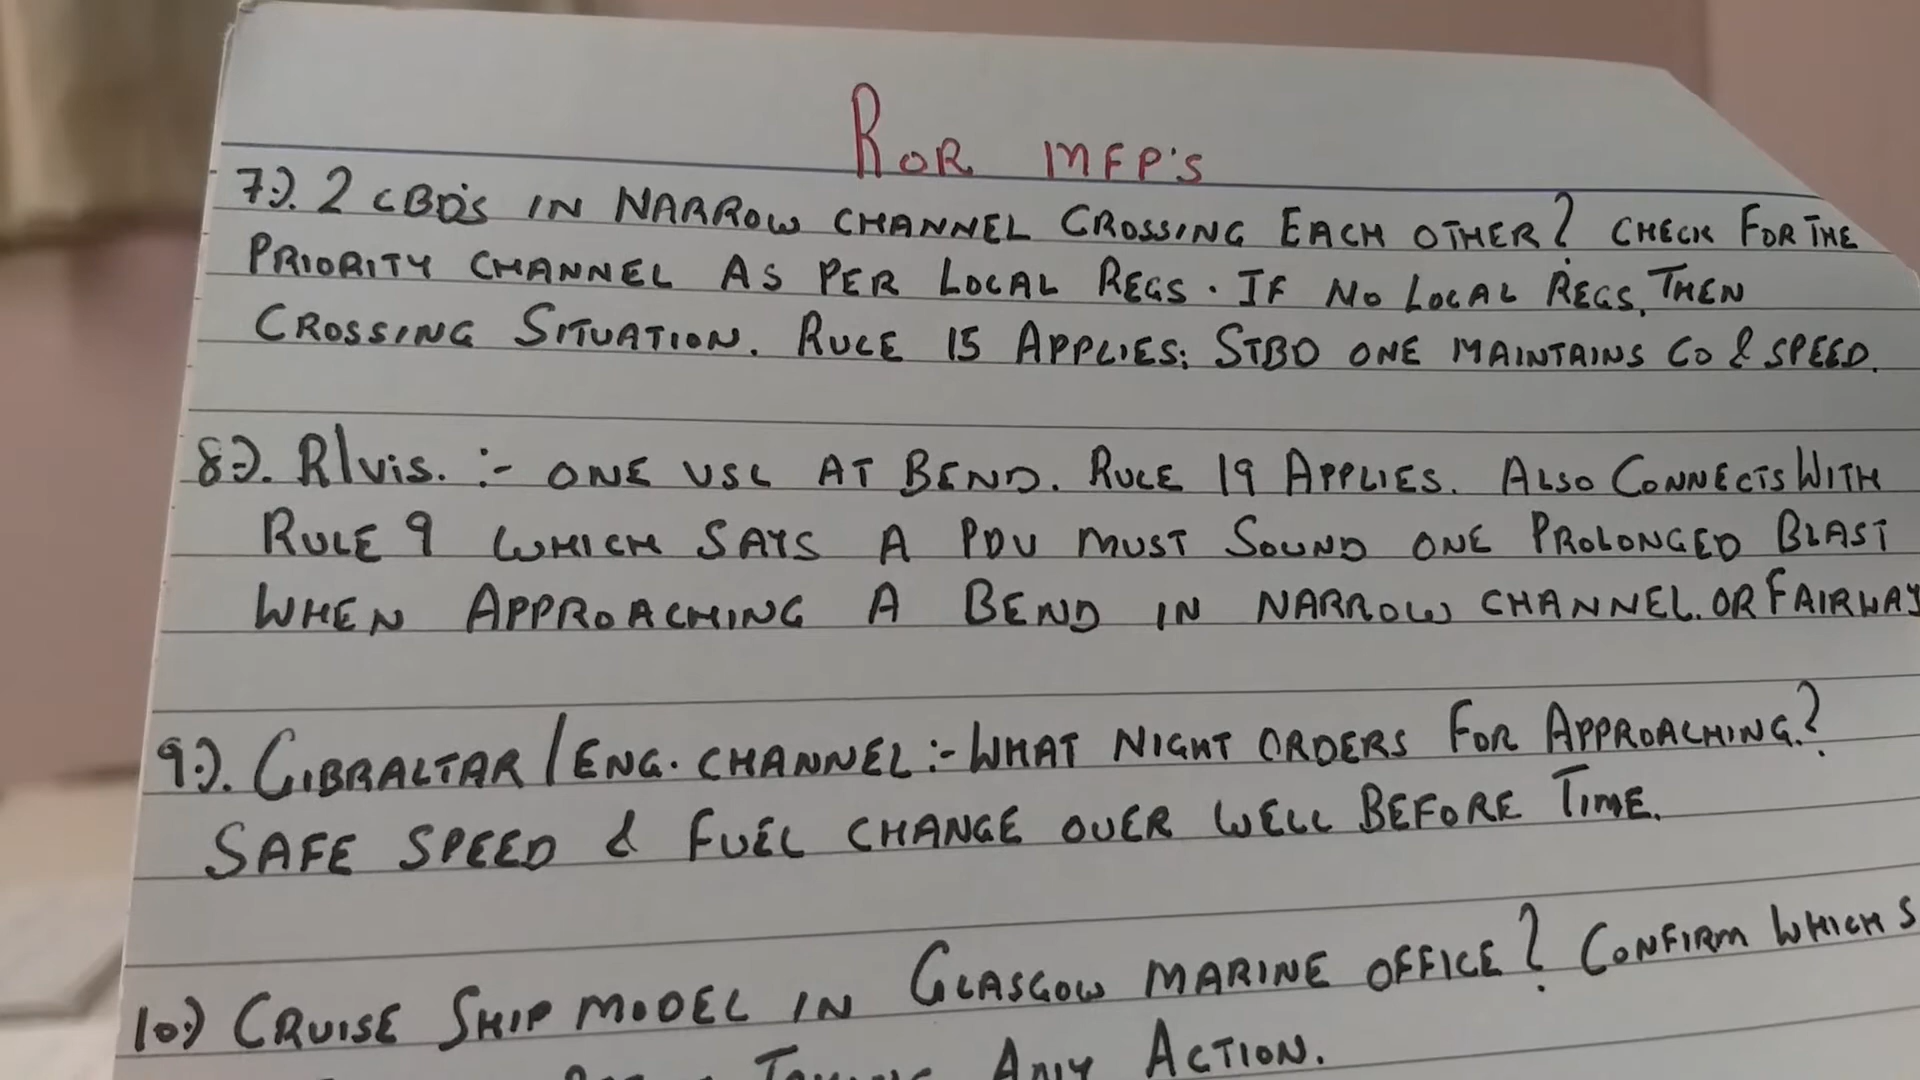 ROR MFP'S
7:). 2 CBD'S IN NARROW CHANNEL CROSSING EACH OTHER? CHECK FOR THE
PRIORITY CHANNEL AS PER LOCAL REGS. IF NO LOCAL REGS, THEN
CROSSING SITUATION. RULE 15 APPLIES; STBD ONE MAINTAINS CO & SPEED.
8:). R/VIS. :- ONE VSL AT BEND. RULE 19 APPLIES. ALSO CONNECTS WITH
RULE 9 WHICH SAYS A PDV MUST SOUND ONE PROLONGED BLAST
WHEN APPROACHING A BEND IN NARROW CHANNEL. OR FAIRWAY
9:). GIBRALTAR / ENG. CHANNEL :- WHAT NIGHT ORDERS FOR APPROACHING?
SAFE SPEED & FUEL CHANGE OVER WELL BEFORE TIME.
10:) CRUISE SHIP MODEL IN GLASGOW MARINE OFFICE? CONFIRM WHICH S
ANY ACTION.